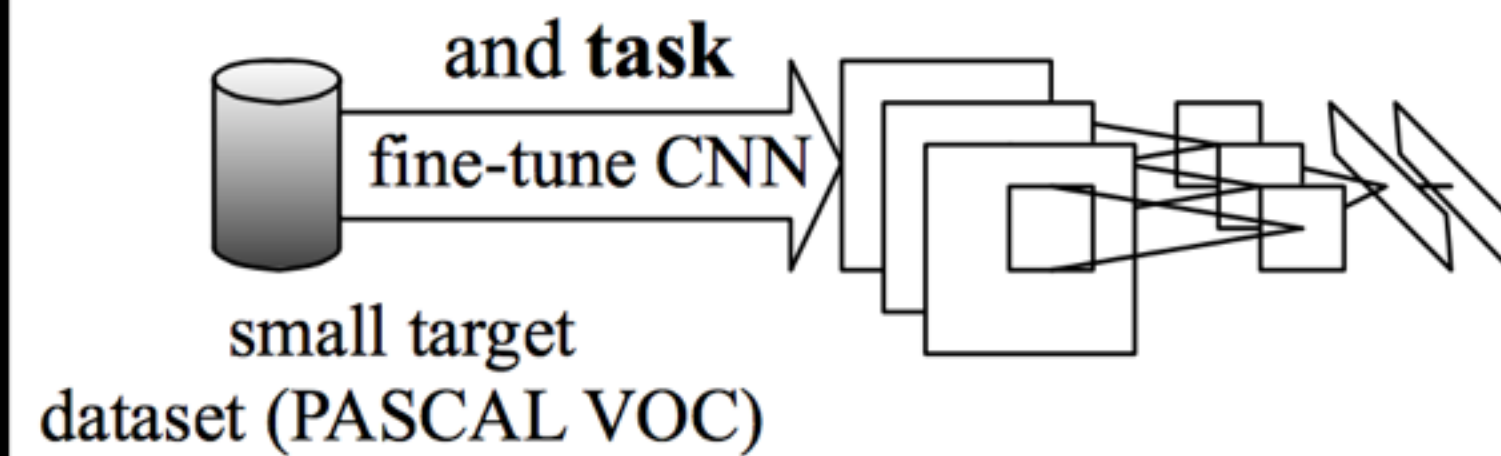 and task
fine-tune CNN
small target
dataset (PASCAL VOC)